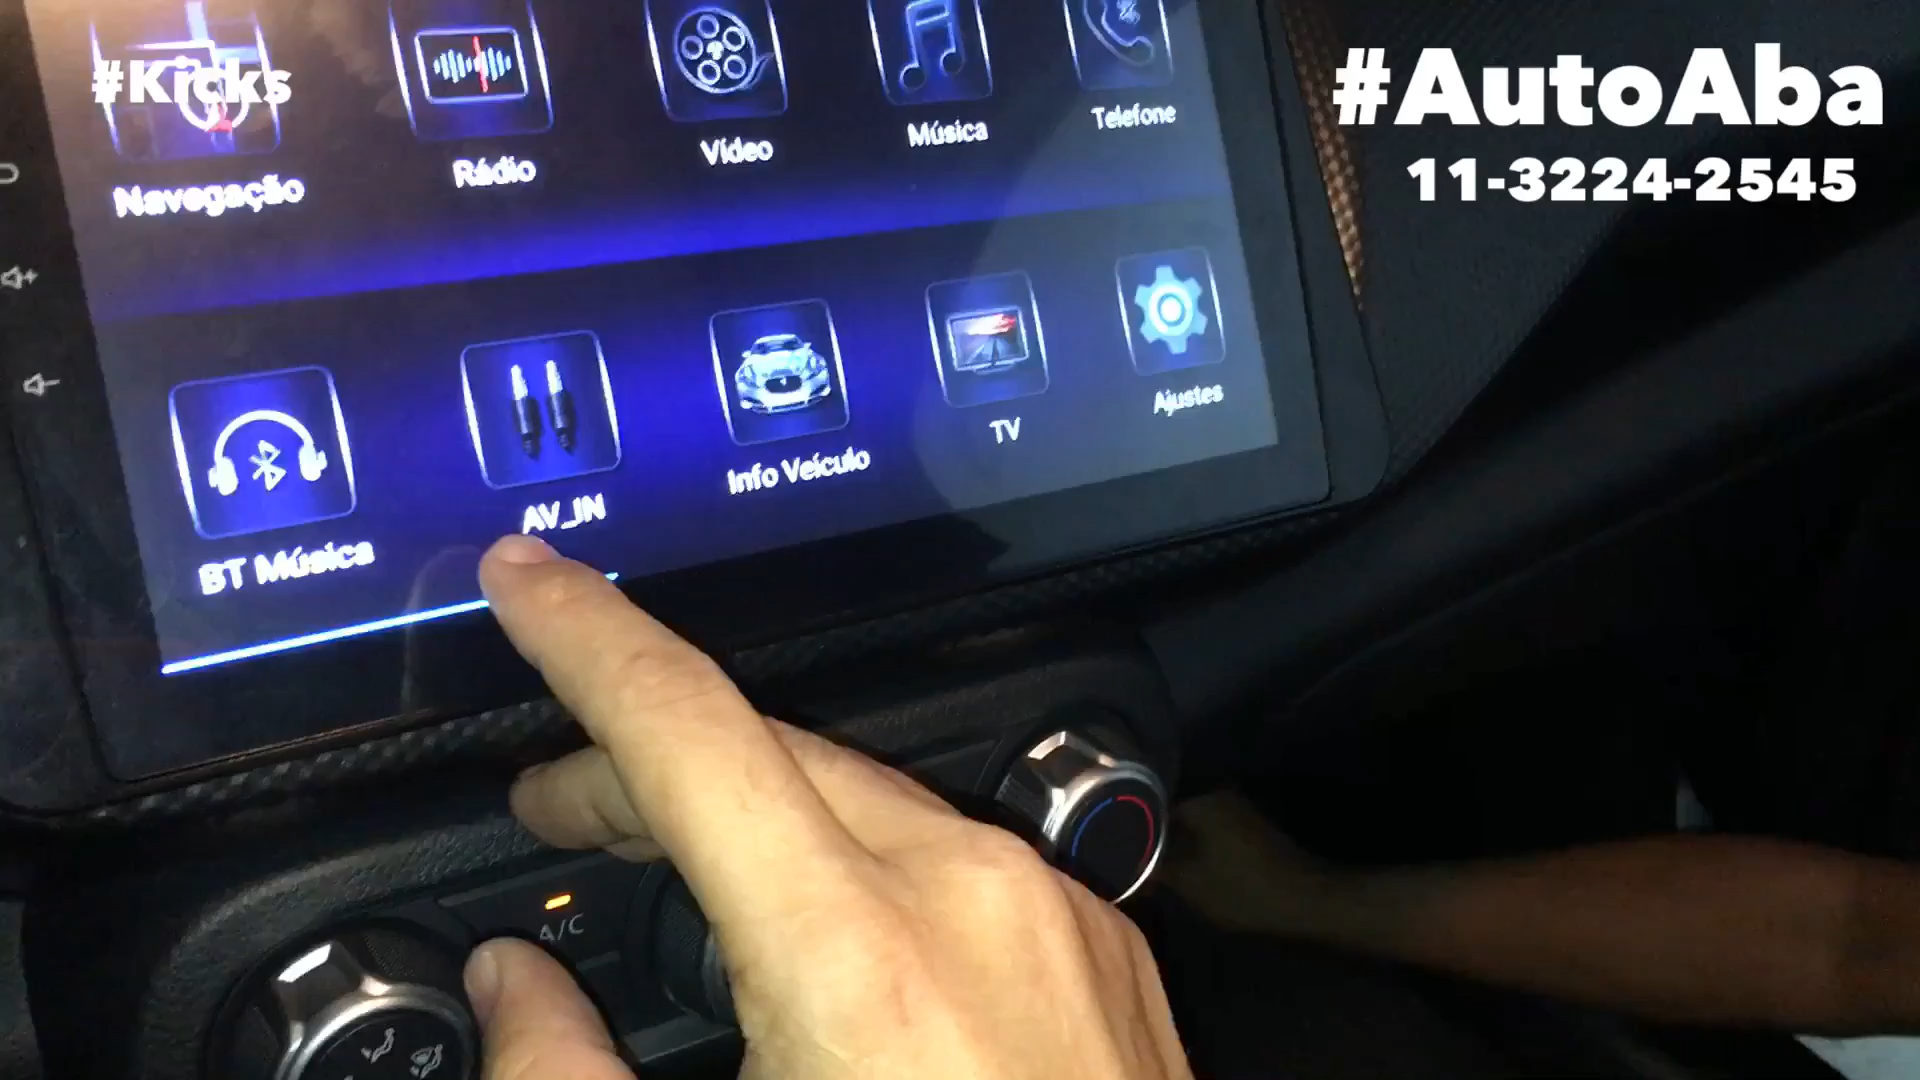 #Kicks
#AutoAba
11-3224-2545
Navegação
Rádio
Vídeo
Música
Telefone
BT Música
AV_IN
Info Veículo
TV
Ajustes
A/C